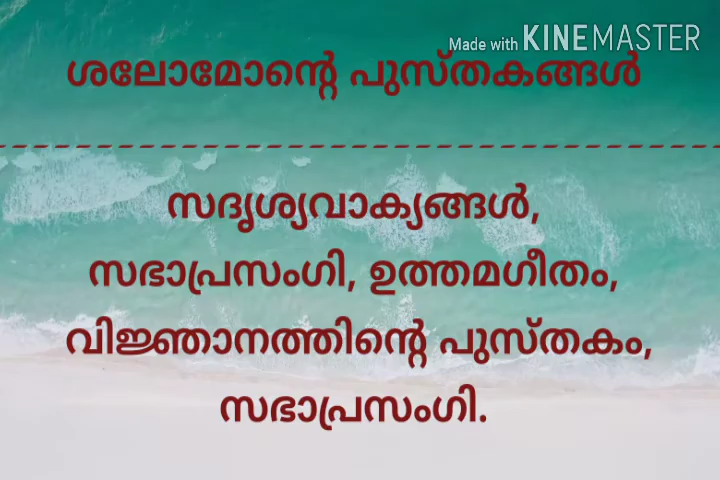 Made with KINEMASTER
ശലോമോന്റെ പുസ്തകങ്ങൾ
സദൃശ്യവാക്യങ്ങൾ,
സഭാപ്രസംഗി, ഉത്തമഗീതം,
വിജ്ഞാനത്തിന്റെ പുസ്തകം,
സഭാപ്രസംഗി.